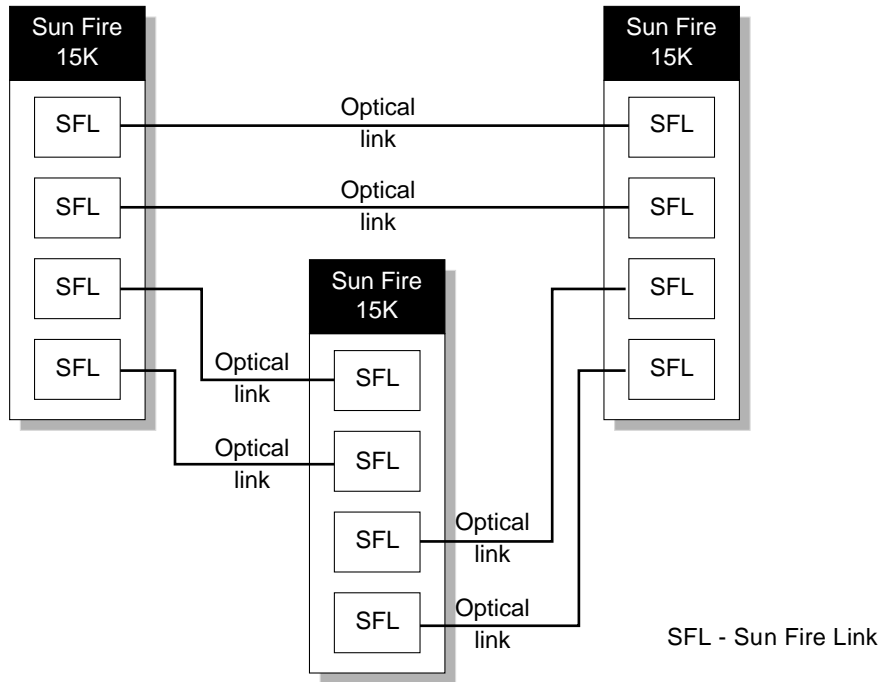 Sun Fire
15K
SFL
SFL
SFL
SFL
Sun Fire
15K
SFL
SFL
SFL
SFL
Optical
link
Optical
link
Sun Fire
15K
SFL
SFL
SFL
SFL
Optical
link
Optical
link
Optical
link
Optical
link
SFL - Sun Fire Link